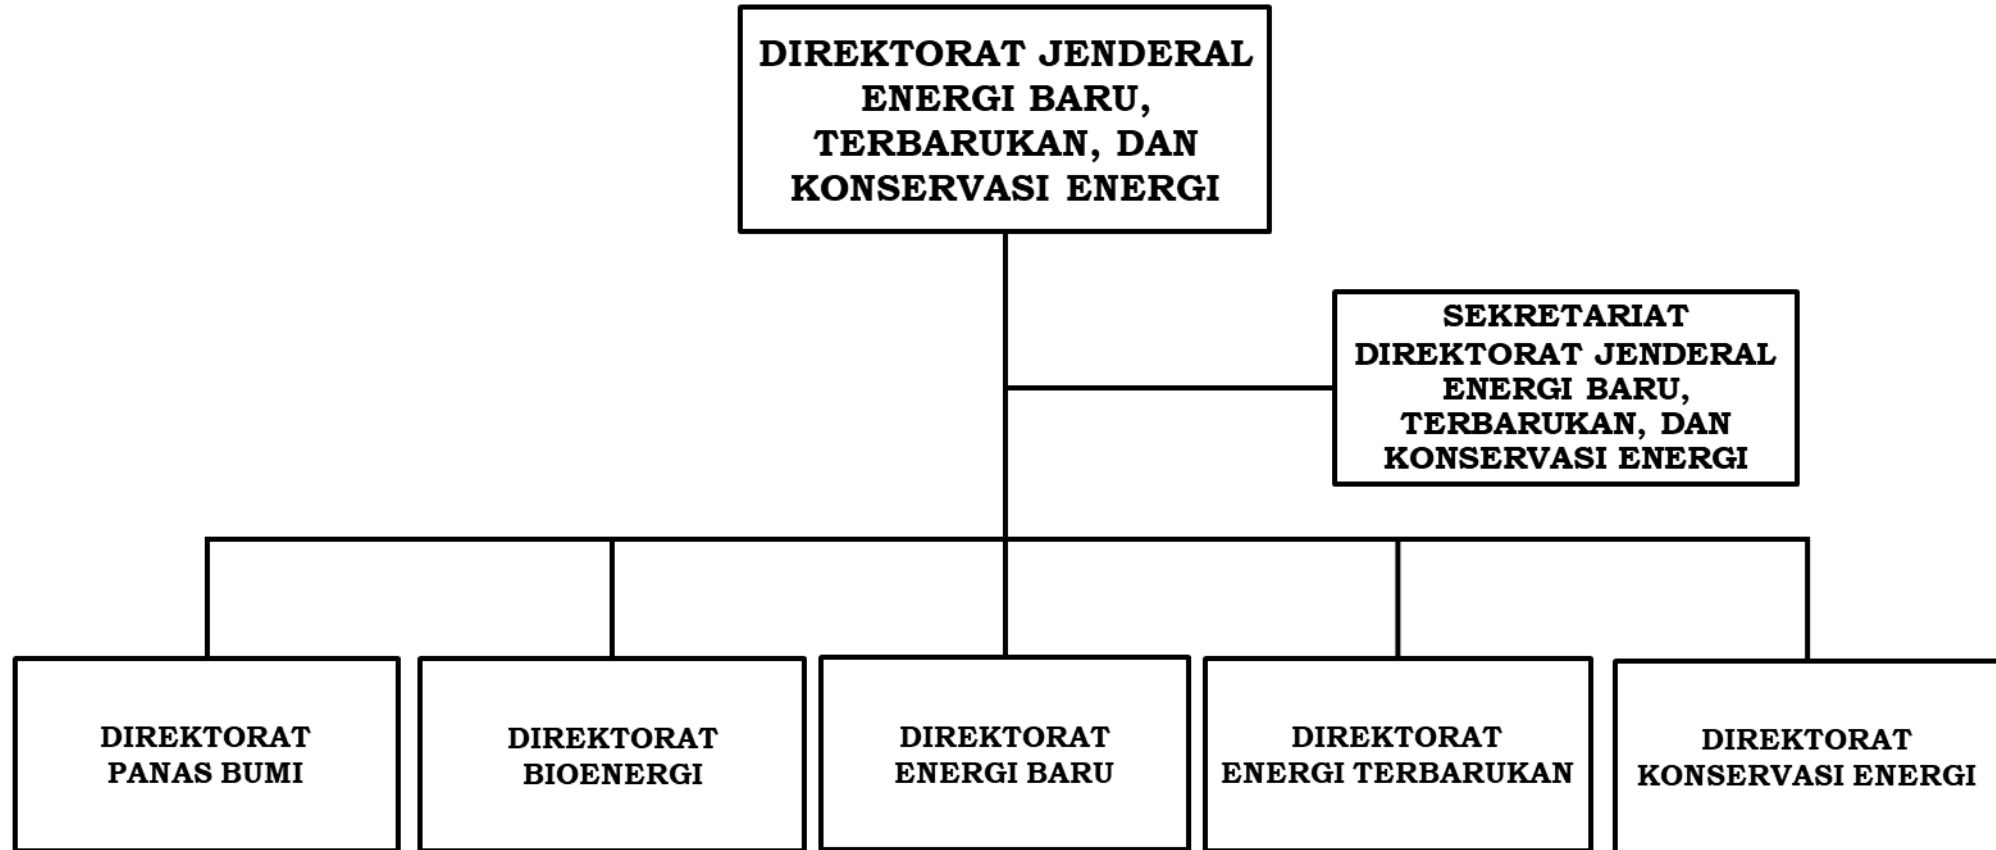 DIREKTORAT JENDERAL
ENERGI BARU,
TERBARUKAN, DAN
KONSERVASI ENERGI
SEKRETARIAT
DIREKTORAT JENDERAL
ENERGI BARU,
TERBARUKAN, DAN
KONSERVASI ENERGI
DIREKTORAT
PANAS BUMI
DIREKTORAT
BIOENERGI
DIREKTORAT
ENERGI BARU
DIREKTORAT
ENERGI TERBARUKAN
DIREKTORAT
KONSERVASI ENERGI